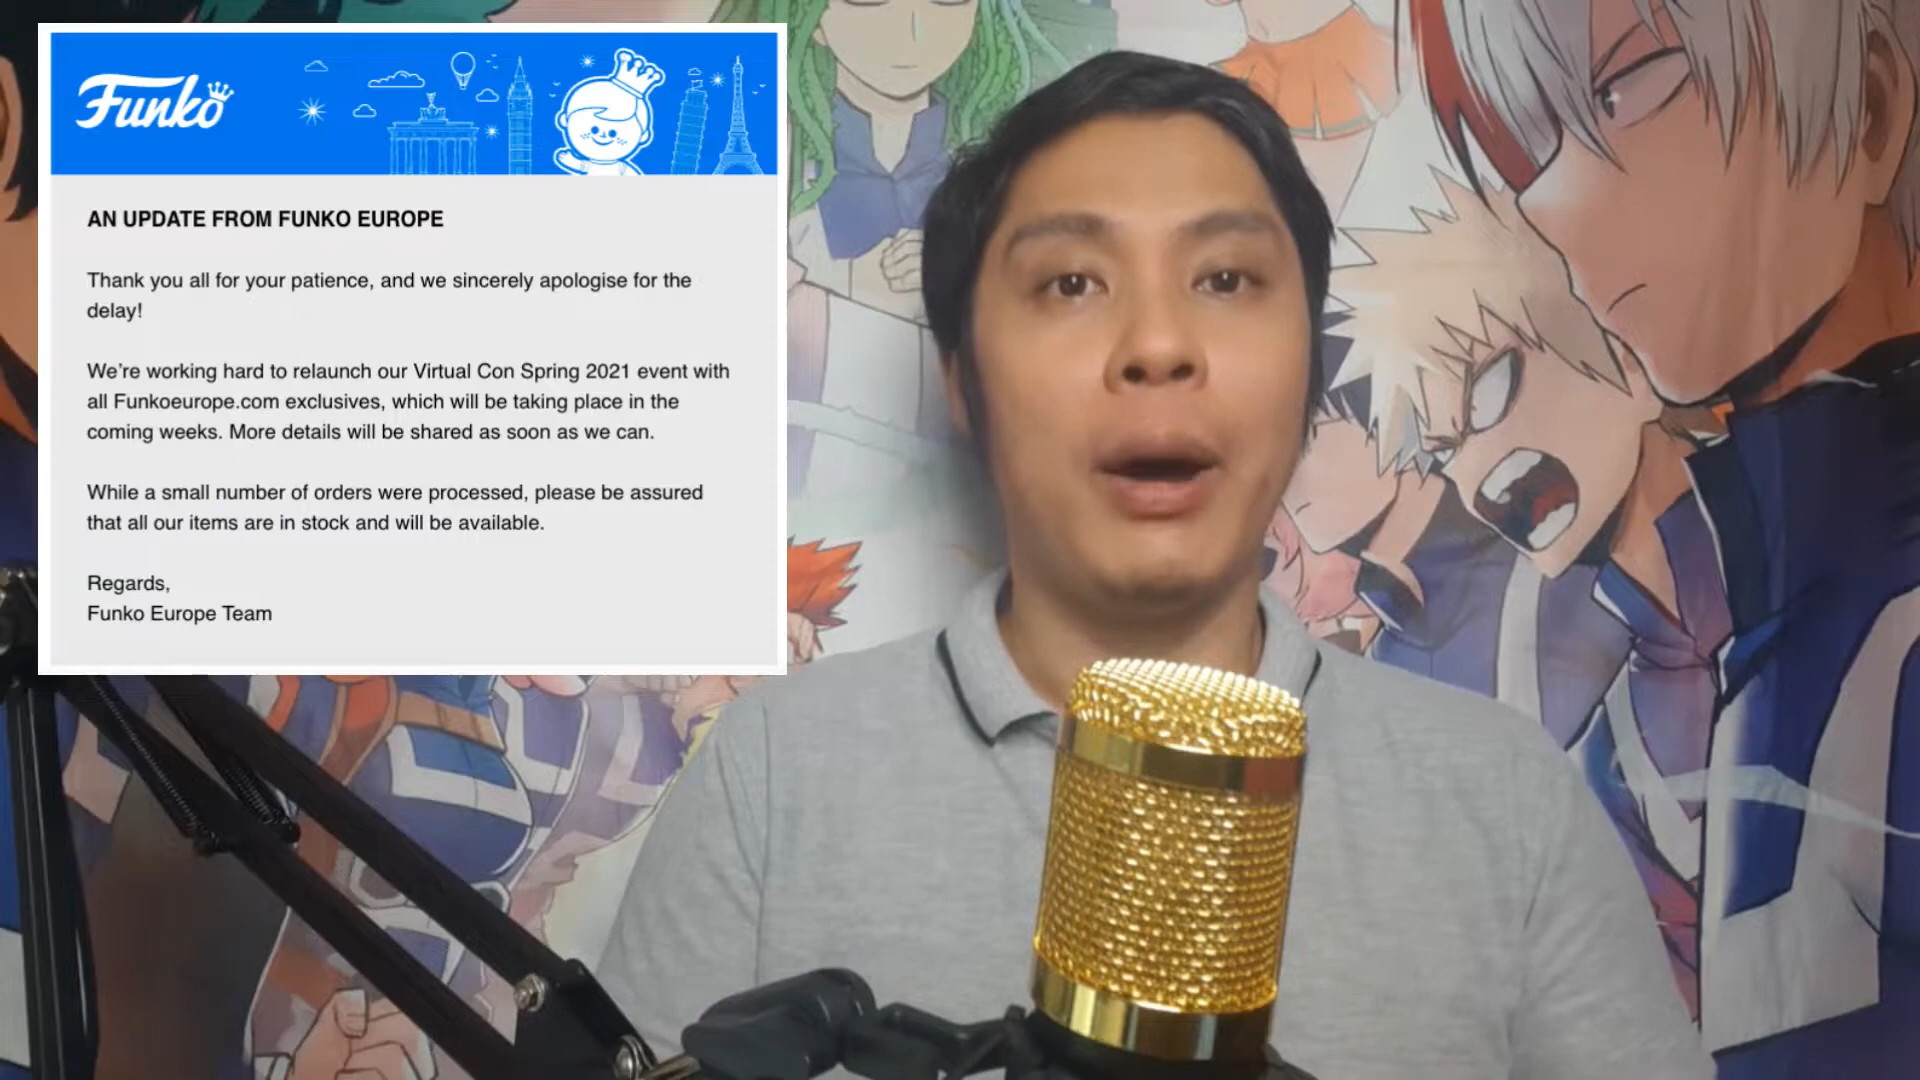 Funko
AN UPDATE FROM FUNKO EUROPE
Thank you all for your patience, and we sincerely apologise for the
delay!
We’re working hard to relaunch our Virtual Con Spring 2021 event with
all Funkoeurope.com exclusives, which will be taking place in the
coming weeks. More details will be shared as soon as we can.
While a small number of orders were processed, please be assured
that all our items are in stock and will be available.
Regards,
Funko Europe Team